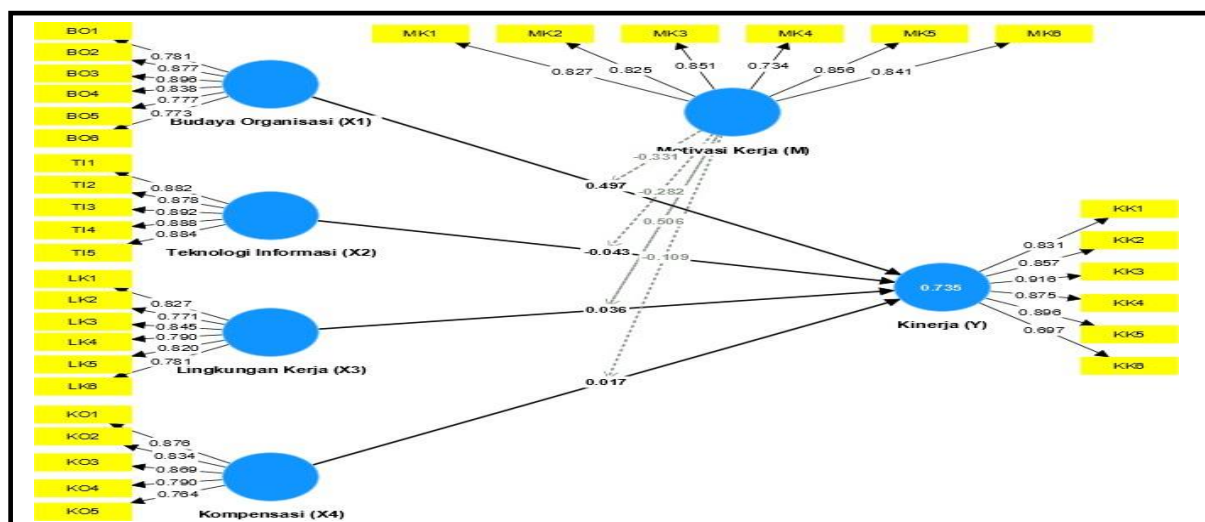 MK1 MK2 MK3 MK4 MK5 MK6
0.827 0.825 0.851 0.734 0.856 0.841
Motivasi Kerja (M)
BO1
BO2
BO3
BO4
BO5
BO6
0.781
0.877
0.896
0.838
0.777
0.773
Budaya Organisasi (X1)
TI1
TI2
TI3
TI4
TI5
0.882
0.878
0.892
0.888
0.884
Teknologi Informasi (X2)
LK1
LK2
LK3
LK4
LK5
LK6
0.827
0.771
0.845
0.790
0.820
0.781
Lingkungan Kerja (X3)
KO1
KO2
KO3
KO4
KO5
0.876
0.834
0.869
0.790
0.764
Kompensasi (X4)
-0.331
0.497
-0.282
0.506
-0.043
-0.109
0.036
0.017
0.735
Kinerja (Y)
0.831
0.857
0.916
0.875
0.896
0.697
KK1
KK2
KK3
KK4
KK5
KK6